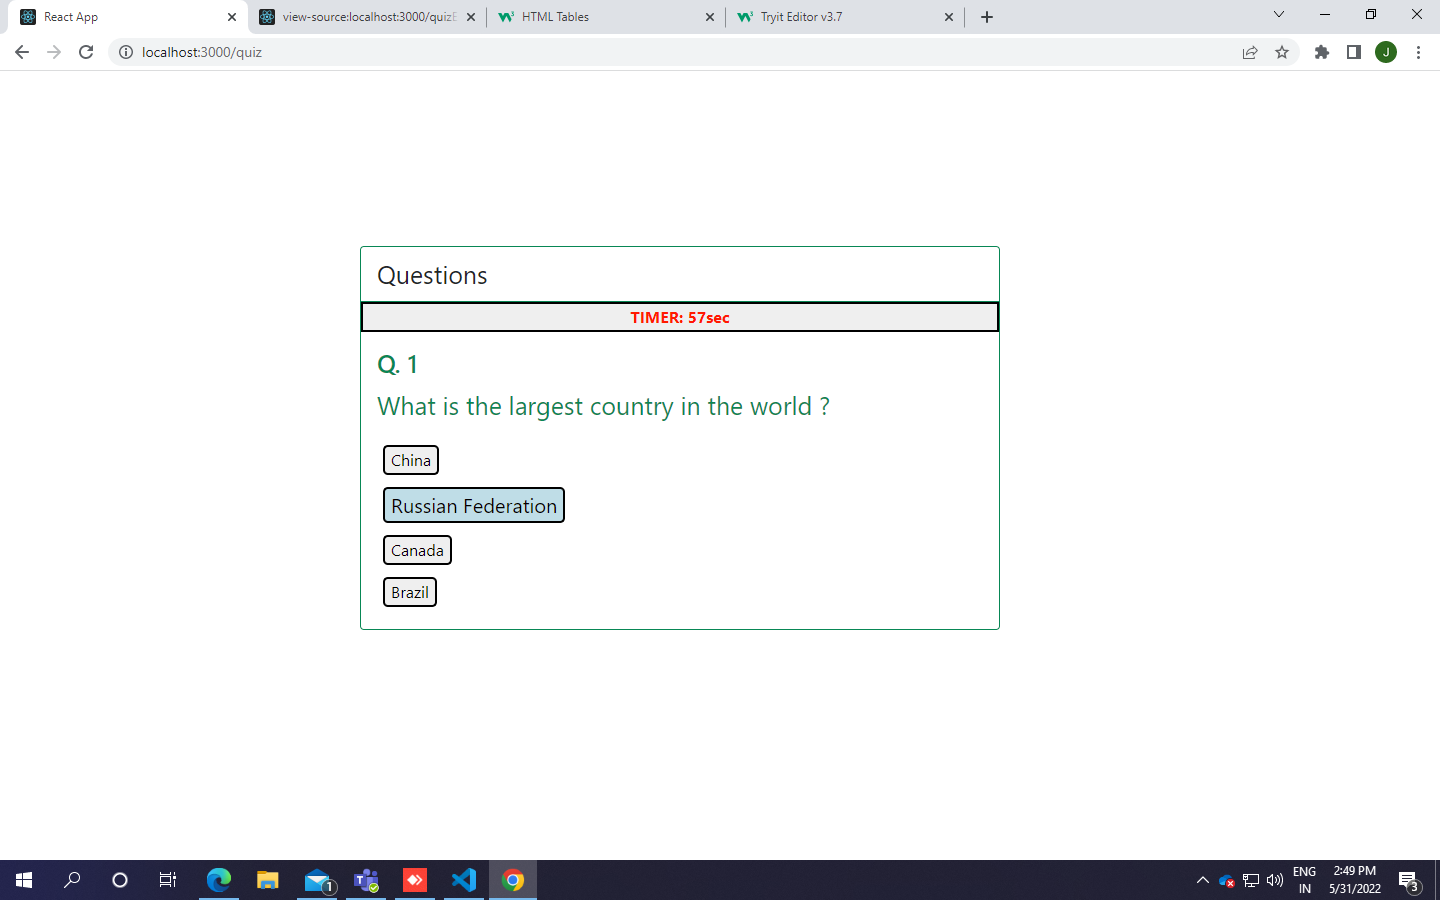 React App
view-source:localhost:3000/quiz
HTML Tables
Tryit Editor v3.7
localhost:3000/quiz
J
Questions
TIMER: 57sec
Q. 1
What is the largest country in the world ?
China
Russian Federation
Canada
Brazil
1
ENG
IN
2:49 PM
5/31/2022
3